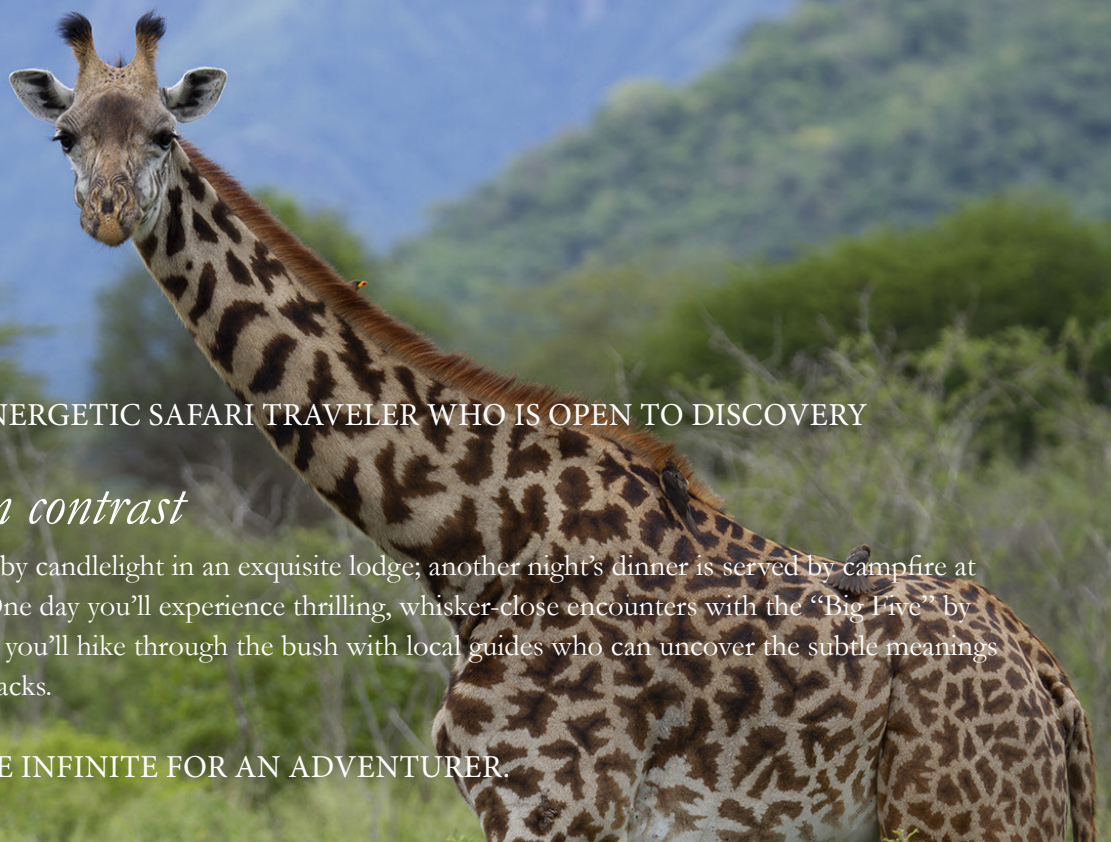 NERGETIC SAFARI TRAVELER WHO IS OPEN TO DISCOVERY
n contrast
by candlelight in an exquisite lodge; another night’s dinner is served by campfire at
One day you’ll experience thrilling, whisker-close encounters with the “Big Five” by
you’ll hike through the bush with local guides who can uncover the subtle meanings
acks.
E INFINITE FOR AN ADVENTURER.